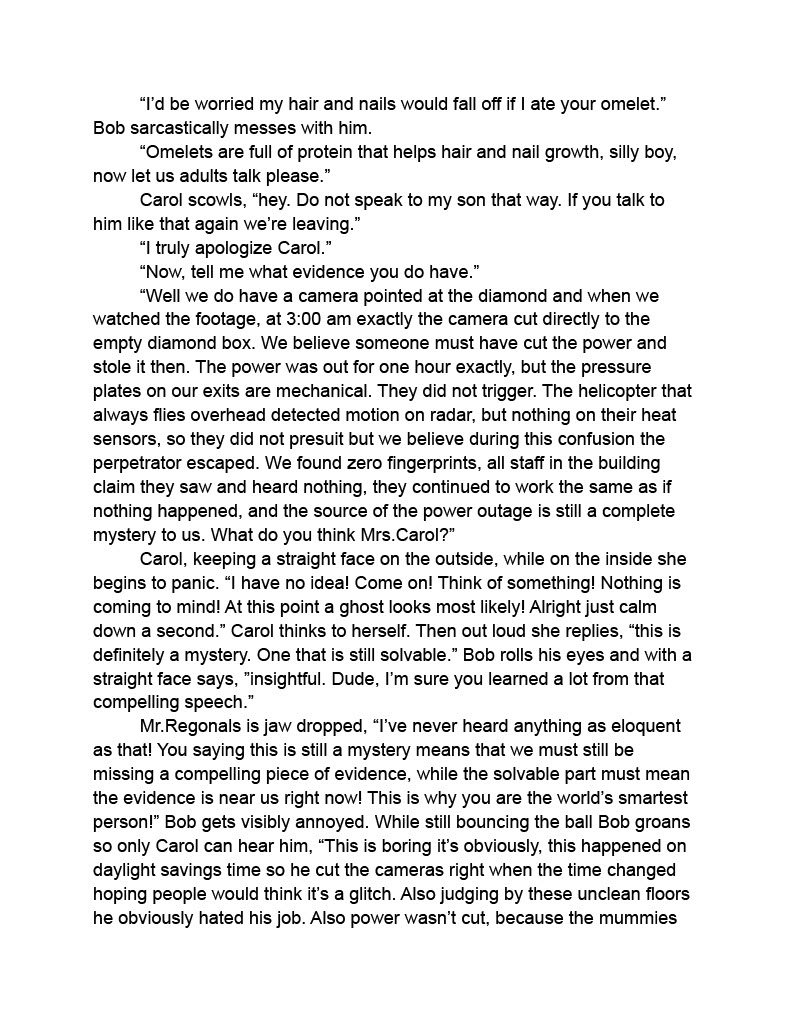 “I’d be worried my hair and nails would fall off if I ate your omelet.”
Bob sarcastically messes with him.
“Omelets are full of protein that helps hair and nail growth, silly boy,
now let us adults talk please.”
Carol scowls, “hey. Do not speak to my son that way. If you talk to
him like that again we’re leaving.”
“I truly apologize Carol.”
“Now, tell me what evidence you do have.”
“Well we do have a camera pointed at the diamond and when we
watched the footage, at 3:00 am exactly the camera cut directly to the
empty diamond box. We believe someone must have cut the power and
stole it then. The power was out for one hour exactly, but the pressure
plates on our exits are mechanical. They did not trigger. The helicopter that
always flies overhead detected motion on radar, but nothing on their heat
sensors, so they did not presuit but we believe during this confusion the
perpetrator escaped. We found zero fingerprints, all staff in the building
claim they saw and heard nothing, they continued to work the same as if
nothing happened, and the source of the power outage is still a complete
mystery to us. What do you think Mrs.Carol?”
Carol, keeping a straight face on the outside, while on the inside she
begins to panic. “I have no idea! Come on! Think of something! Nothing is
coming to mind! At this point a ghost looks most likely! Alright just calm
down a second.” Carol thinks to herself. Then out loud she replies, “this is
definitely a mystery. One that is still solvable.” Bob rolls his eyes and with a
straight face says, ”insightful. Dude, I’m sure you learned a lot from that
compelling speech.”
Mr.Regonals is jaw dropped, “I’ve never heard anything as eloquent
as that! You saying this is still a mystery means that we must still be
missing a compelling piece of evidence, while the solvable part must mean
the evidence is near us right now! This is why you are the world’s smartest
person!” Bob gets visibly annoyed. While still bouncing the ball Bob groans
so only Carol can hear him, “This is boring it’s obviously, this happened on
daylight savings time so he cut the cameras right when the time changed
hoping people would think it’s a glitch. Also judging by these unclean floors
he obviously hated his job. Also power wasn’t cut, because the mummies